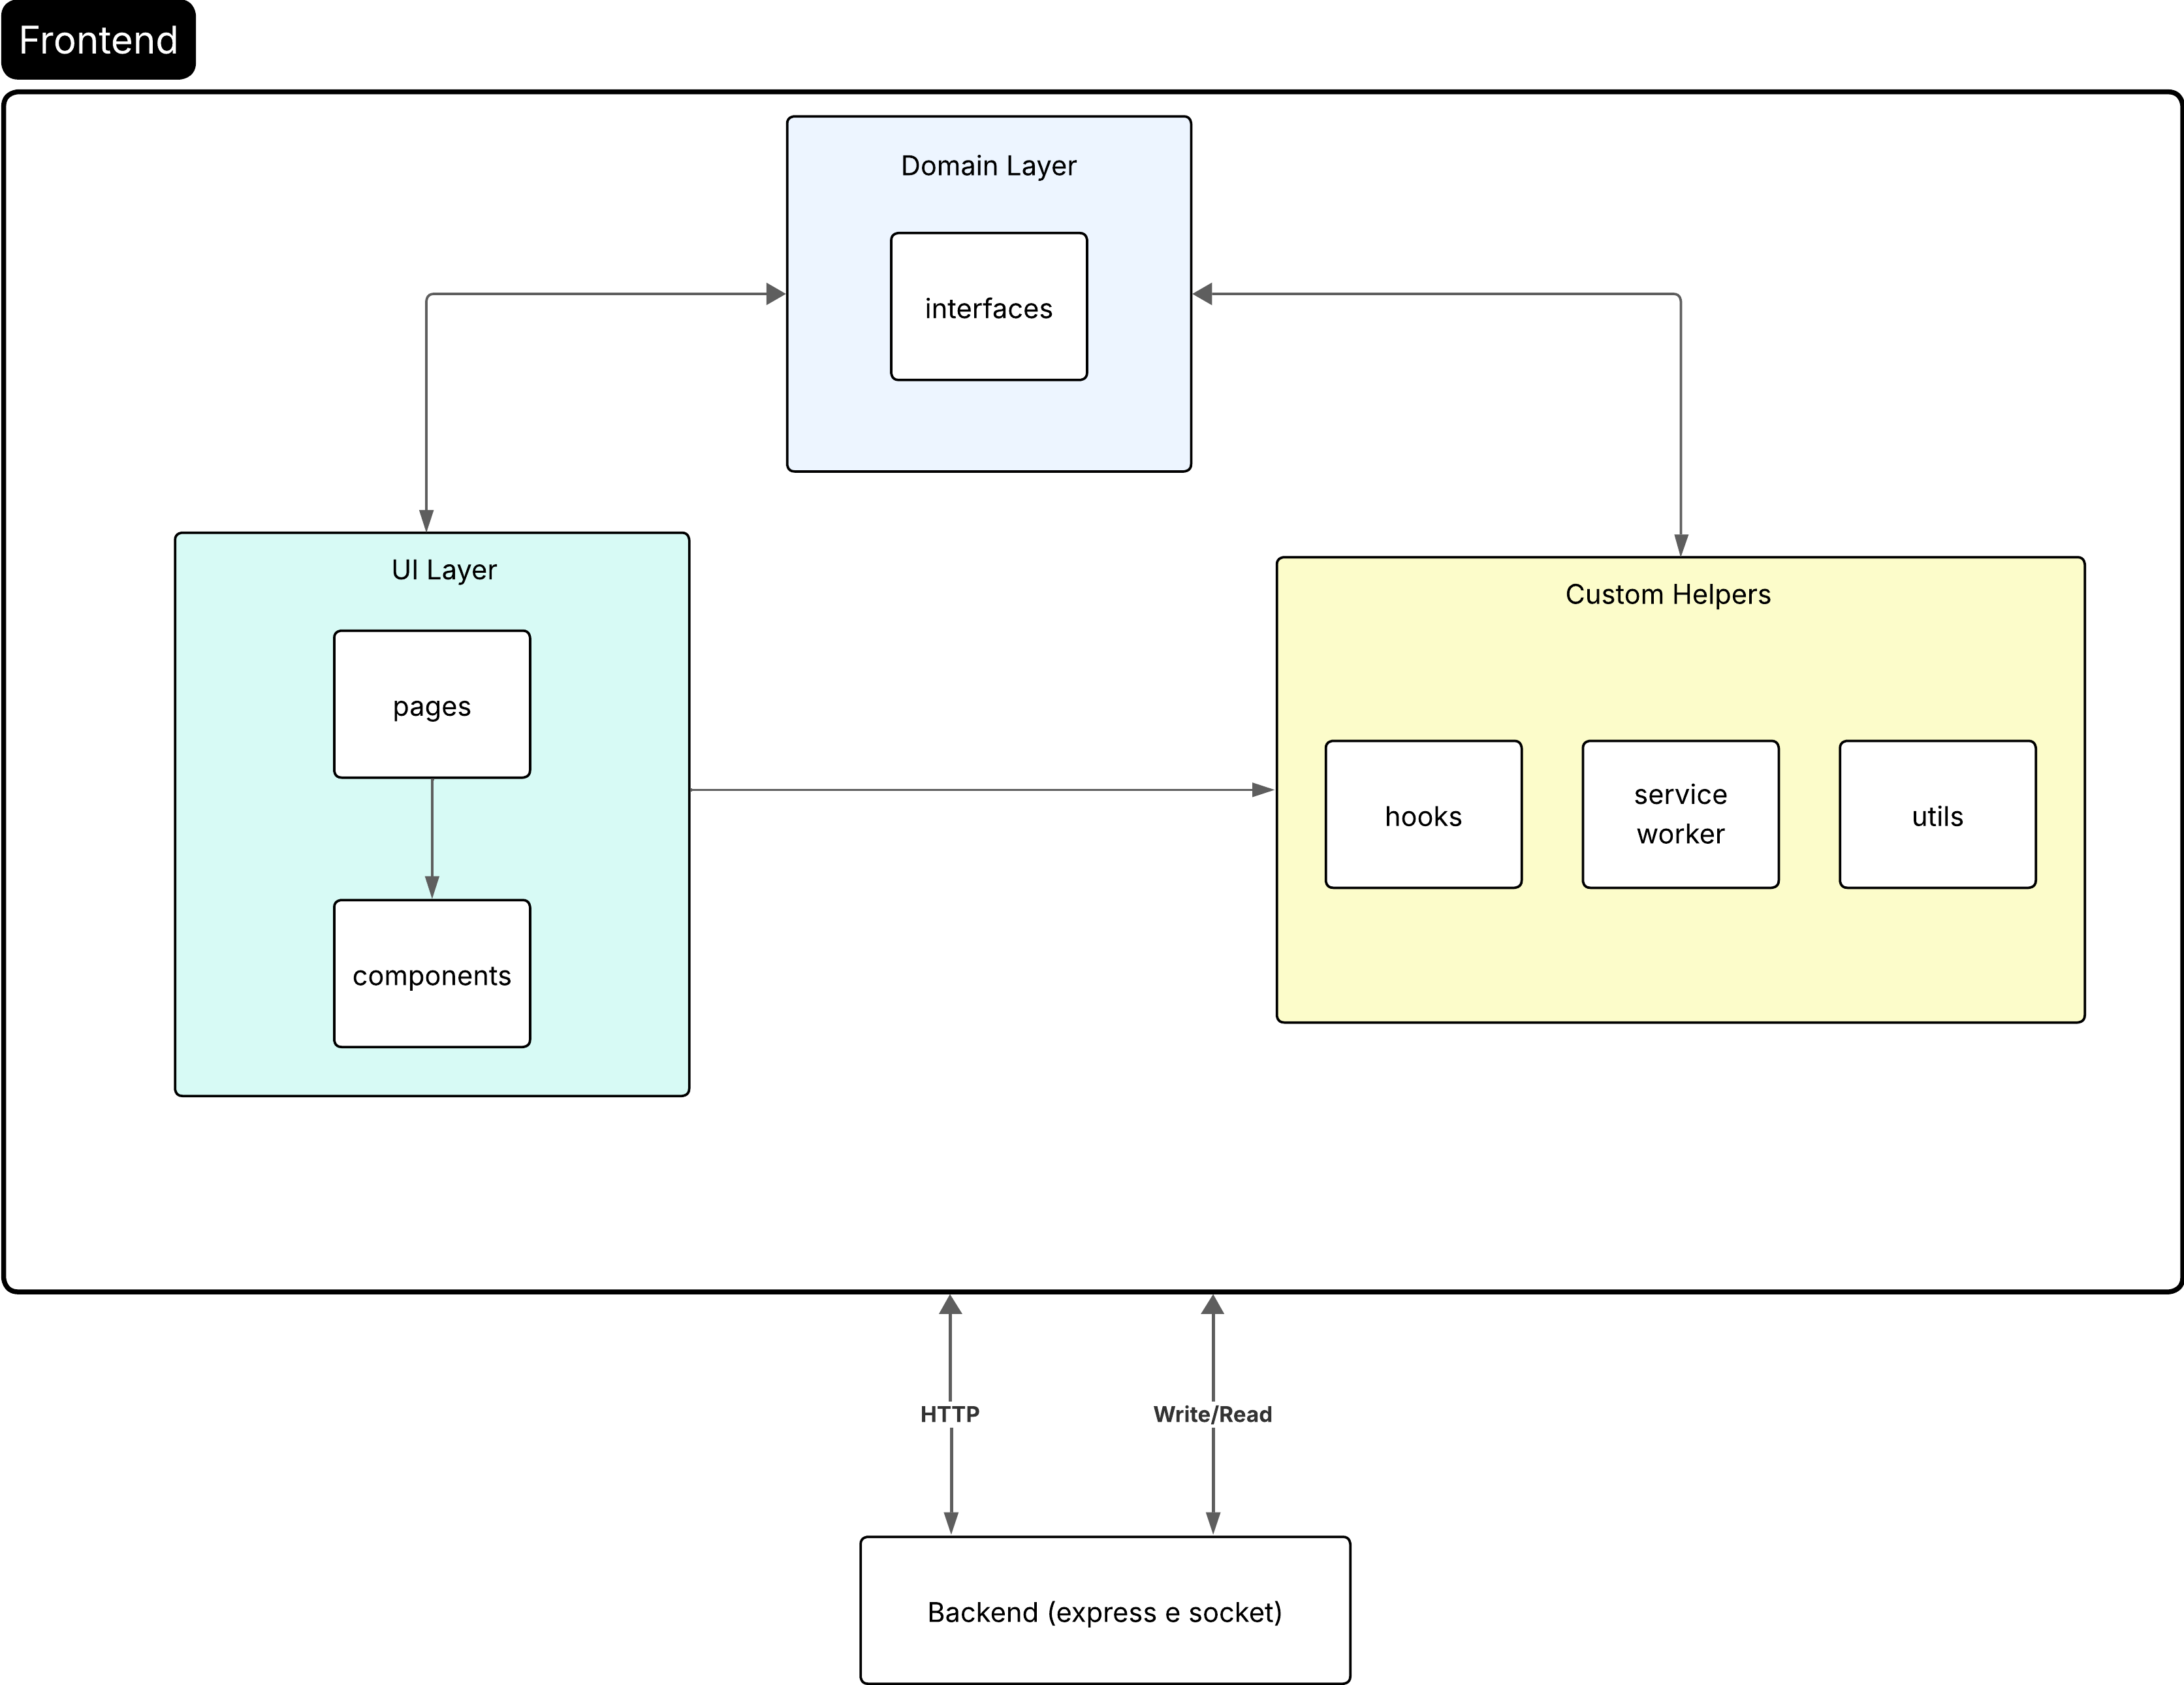 Frontend
Domain Layer
interfaces
UI Layer
pages
components
Custom Helpers
hooks
service
worker
utils
HTTP
Write/Read
Backend (express e socket)